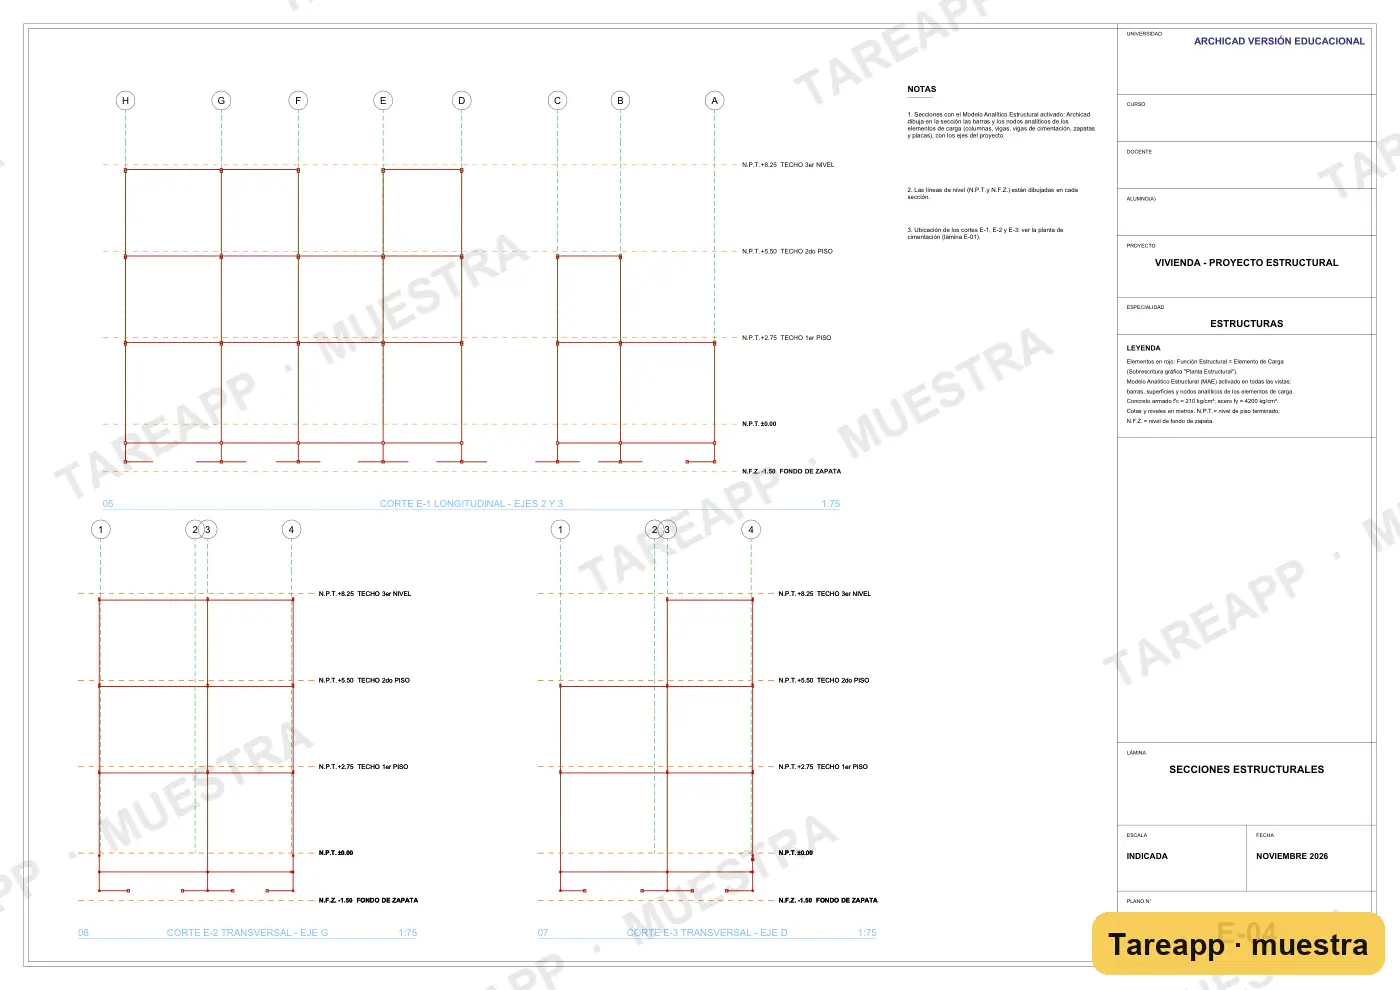 UNIVERSIDAD
ARCHICAD VERSIÓN EDUCACIONAL
CURSO
DOCENTE
ALUMNO(A)
PROYECTO
VIVIENDA - PROYECTO ESTRUCTURAL
ESPECIALIDAD
ESTRUCTURAS
LEYENDA
Elementos en rojo: Función Estructural = Elemento de Carga
(Sobrescritura gráfica "Planta Estructural").
Modelo Analítico Estructural (MAE) activado en todas las vistas:
barras, superficies y nodos analíticos de los elementos de carga.
Concreto armado f'c = 210 kg/cm²; acero fy = 4200 kg/cm².
Cotas y niveles en metros. N.P.T. = nivel de piso terminado;
N.F.Z. = nivel de fondo de zapata.
NOTAS
1. Secciones con el Modelo Analítico Estructural activado: Archicad
dibuja en la sección las barras y los nodos analíticos de los
elementos de carga (columnas, vigas, vigas de cimentación, zapatas
y placas), con los ejes del proyecto.
2. Las líneas de nivel (N.P.T.y N.F.Z.) están dibujadas en cada
sección.
3. Ubicación de los cortes E-1, E-2 y E-3: ver la planta de
cimentación (lámina E-01).
H G F E D C B A
N.P.T.+8.25 TECHO 3er NIVEL
N.P.T.+5.50 TECHO 2do PISO
N.P.T.+2.75 TECHO 1er PISO
N.P.T. ±0.00
N.F.Z. -1.50 FONDO DE ZAPATA
05 CORTE E-1 LONGITUDINAL - EJES 2 Y 3 1:75
1 2 3 4
N.P.T.+8.25 TECHO 3er NIVEL
N.P.T.+5.50 TECHO 2do PISO
N.P.T.+2.75 TECHO 1er PISO
N.P.T. ±0.00
N.F.Z. -1.50 FONDO DE ZAPATA
06 CORTE E-2 TRANSVERSAL - EJE G 1:75
1 2 3 4
N.P.T.+8.25 TECHO 3er NIVEL
N.P.T.+5.50 TECHO 2do PISO
N.P.T.+2.75 TECHO 1er PISO
N.P.T. ±0.00
N.F.Z. -1.50 FONDO DE ZAPATA
07 CORTE E-3 TRANSVERSAL - EJE D 1:75
LÁMINA
SECCIONES ESTRUCTURALES
ESCALA
INDICADA
FECHA
NOVIEMBRE 2026
PLANO N°
E-04
Tareapp · muestra
TAREAPP · MUESTRA
TAREAPP · MUESTRA
TAREAPP · MUESTRA